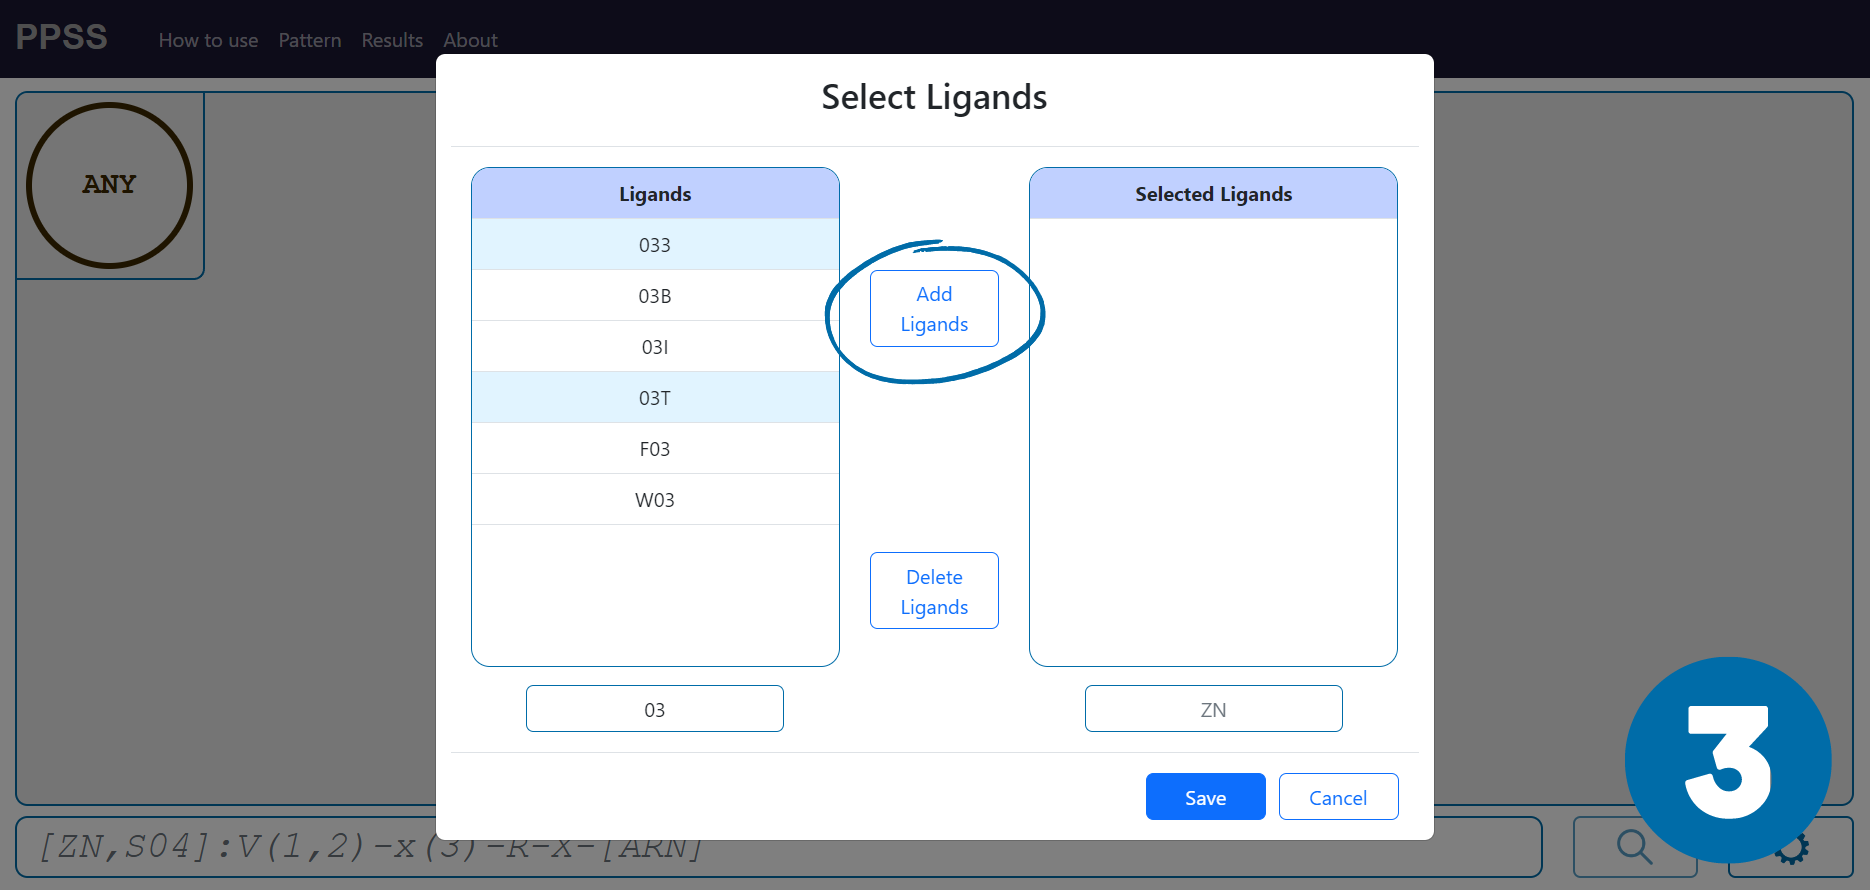 PPSS
How to use Pattern Results About
ANY
Select Ligands
Ligands
033
03B
03I
03T
F03
W03
03
Add
Ligands
Delete
Ligands
Selected Ligands
ZN
Save Cancel
[ZN,S04]:V(1,2)-x(3)-R-X-[ARN]
3